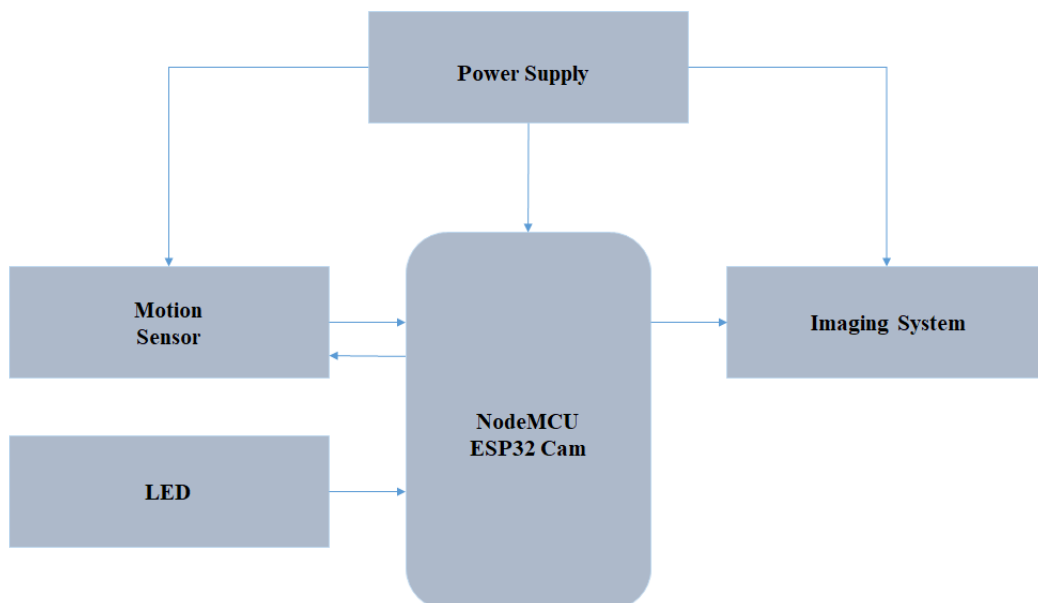 Power Supply
Motion
Sensor
Imaging System
NodeMCU
ESP32 Cam
LED